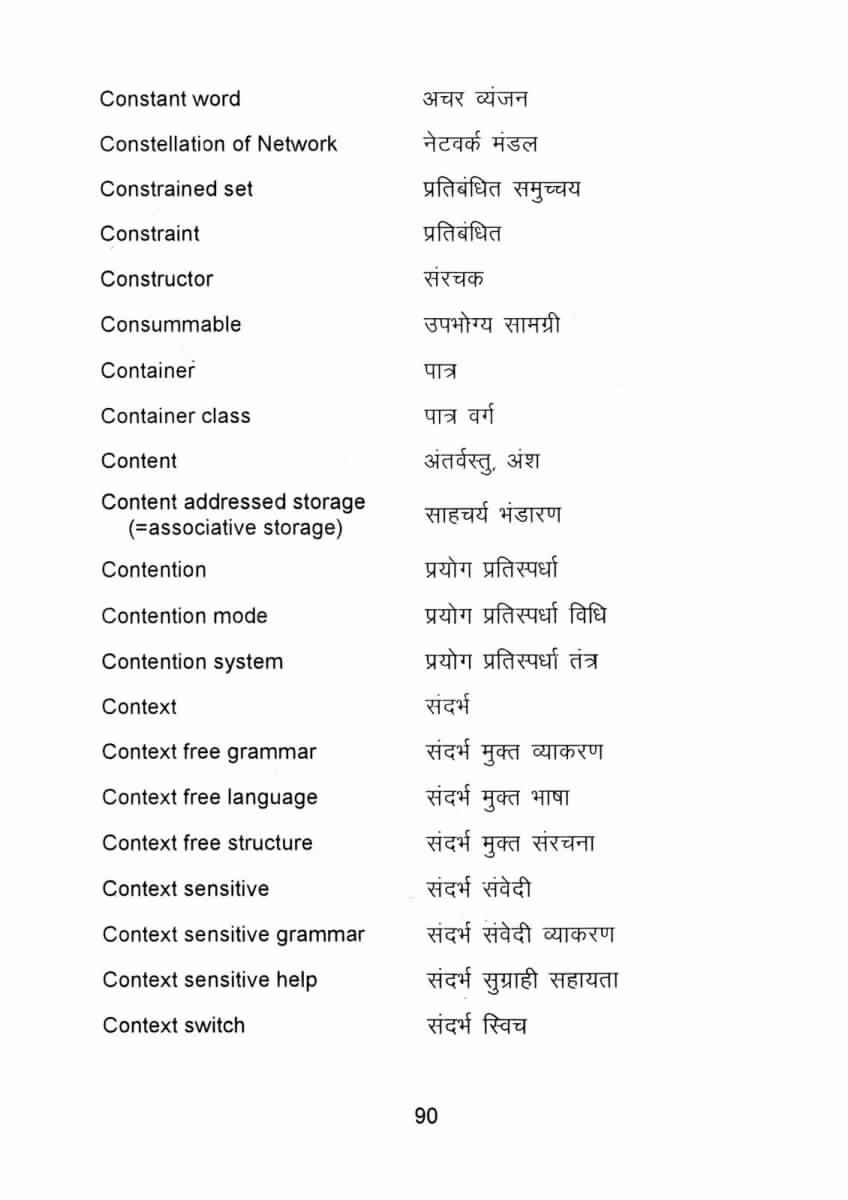 Constant word अचर व्यंजन
Constellation of Network नेटवर्क मंडल
Constrained set प्रतिबंधित समुच्चय
Constraint प्रतिबंधित
Constructor संरचक
Consummable उपभोग्य सामग्री
Container पात्र
Container class पात्र वर्ग
Content अंतर्वस्तु, अंश
Content addressed storage
(=associative storage) साहचर्य भंडारण
Contention प्रयोग प्रतिस्पर्धा
Contention mode प्रयोग प्रतिस्पर्धा विधि
Contention system प्रयोग प्रतिस्पर्धा तंत्र
Context संदर्भ
Context free grammar संदर्भ मुक्त व्याकरण
Context free language संदर्भ मुक्त भाषा
Context free structure संदर्भ मुक्त संरचना
Context sensitive संदर्भ संवेदी
Context sensitive grammar संदर्भ संवेदी व्याकरण
Context sensitive help संदर्भ सुग्राही सहायता
Context switch संदर्भ स्विच
90